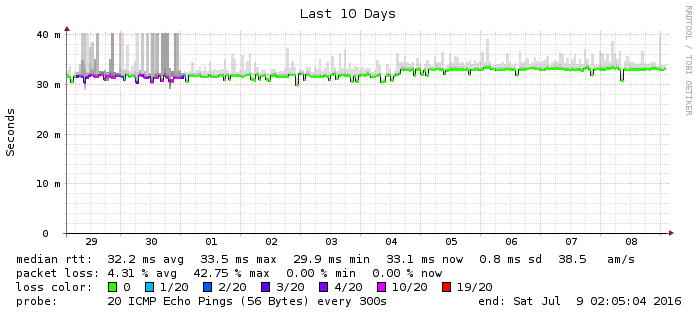 Last 10 Days
RRDTOOL / TOBI OETIKER
Seconds
40 m
30 m
20 m
10 m
0
29 30 01 02 03 04 05 06 07 08
median rtt: 32.2 ms avg 33.5 ms max 29.9 ms min 33.1 ms now 0.8 ms sd 38.5 am/s
packet loss: 4.31 % avg 42.75 % max 0.00 % min 0.00 % now
loss color: 0 1/20 2/20 3/20 4/20 10/20 19/20
probe: 20 ICMP Echo Pings (56 Bytes) every 300s end: Sat Jul 9 02:05:04 2016